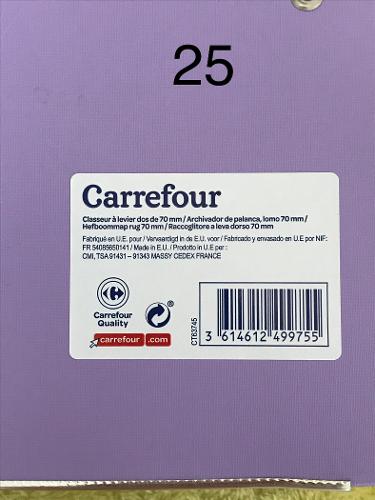 25
Carrefour
Classeur à levier dos de 70 mm / Archivador de palanca, lomo 70 mm /
Hefboommap rug 70 mm / Raccoglitore a leva dorso 70 mm
Fabriqué en U.E. pour / Vervaardigd in de E.U. voor / Fabricado y envasado en U.E por NIF:
FR 54085650141 / Made in E.U. / Prodotto in U.E per :
CMI, TSA 91431 – 91343 MASSY CEDEX FRANCE
Carrefour
Quality
carrefour .com
®
CT63745
3 614612 499755